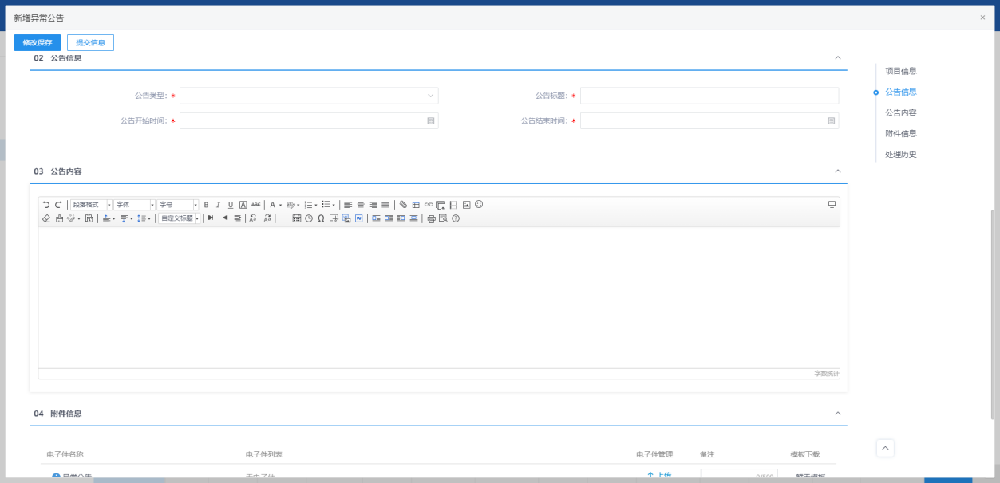 新增异常公告 ×
修改保存 提交信息
02 公告信息
项目信息
公告类型: * 公告标题: *
公告信息
公告内容
公告开始时间: * 公告结束时间: *
附件信息
处理历史
03 公告内容
段落格式 字体 字号 B I U A ABC A
自定义标题 Ω W
字数统计
04 附件信息
电子件名称 电子件列表 电子件管理 备注 模板下载
异常公告 无电子件 上传 0/500 暂无模板